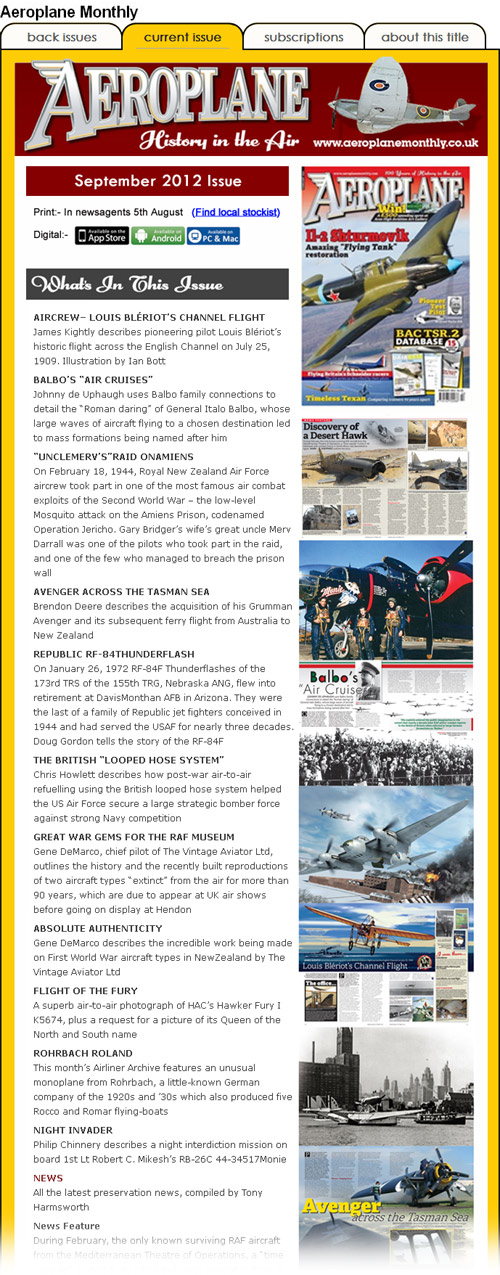 Aeroplane Monthly
back issues
current issue
subscriptions
about this title
AEROPLANE
History in the Air
www.aeroplanemonthly.co.uk
September 2012 Issue
Print:- In newsagents 5th August (Find local stockist)
Digital:-
Available on the App Store
Available on Android
Available on PC & Mac
What's In This Issue
AIRCREW– LOUIS BLÉRIOT'S CHANNEL FLIGHT
James Kightly describes pioneering pilot Louis Blériot's
historic flight across the English Channel on July 25,
1909. Illustration by Ian Bott
BALBO'S "AIR CRUISES"
Johnny de Uphaugh uses Balbo family connections to
detail the "Roman daring" of General Italo Balbo, whose
large waves of aircraft flying to a chosen destination led
to mass formations being named after him
"UNCLEMERV'S"RAID ONAMIENS
On February 18, 1944, Royal New Zealand Air Force
aircrew took part in one of the most famous air combat
exploits of the Second World War – the low-level
Mosquito attack on the Amiens Prison, codenamed
Operation Jericho. Gary Bridger's wife's great uncle Merv
Darrall was one of the pilots who took part in the raid,
and one of the few who managed to breach the prison
wall
AVENGER ACROSS THE TASMAN SEA
Brendon Deere describes the acquisition of his Grumman
Avenger and its subsequent ferry flight from Australia to
New Zealand
REPUBLIC RF-84THUNDERFLASH
On January 26, 1972 RF-84F Thunderflashes of the
173rd TRS of the 155th TRG, Nebraska ANG, flew into
retirement at DavisMonthan AFB in Arizona. They were
the last of a family of Republic jet fighters conceived in
1944 and had served the USAF for nearly three decades.
Doug Gordon tells the story of the RF-84F
THE BRITISH "LOOPED HOSE SYSTEM"
Chris Howlett describes how post-war air-to-air
refuelling using the British looped hose system helped
the US Air Force secure a large strategic bomber force
against strong Navy competition
GREAT WAR GEMS FOR THE RAF MUSEUM
Gene DeMarco, chief pilot of The Vintage Aviator Ltd,
outlines the history and the recently built reproductions
of two aircraft types "extinct" from the air for more than
90 years, which are due to appear at UK air shows
before going on display at Hendon
ABSOLUTE AUTHENTICITY
Gene DeMarco describes the incredible work being made
on First World War aircraft types in NewZealand by The
Vintage Aviator Ltd
FLIGHT OF THE FURY
A superb air-to-air photograph of HAC's Hawker Fury I
K5674, plus a request for a picture of its Queen of the
North and South name
ROHRBACH ROLAND
This month's Airliner Archive features an unusual
monoplane from Rohrbach, a little-known German
company of the 1920s and '30s which also produced five
Rocco and Romar flying-boats
NIGHT INVADER
Philip Chinnery describes a night interdiction mission on
board 1st Lt Robert C. Mikesh's RB-26C 44-34517Monie
NEWS
All the latest preservation news, compiled by Tony
Harmsworth
News Feature
During February, the only known surviving RAF aircraft
from the Mediterranean Theatre of Operations, a "time
AEROPLANE
Win
Il-2 Shturmovik
Amazing "Flying Tank"
restoration
Pioneer
Test
Pilot
BAC TSR.2
DATABASE
15
Flying Britain's Schneider racers
Timeless Texan
Discovery of
a Desert Hawk
Balbo's
"Air Cruises
Louis Blériot's Channel Flight
The office...
Avenger
across the Tasman Sea